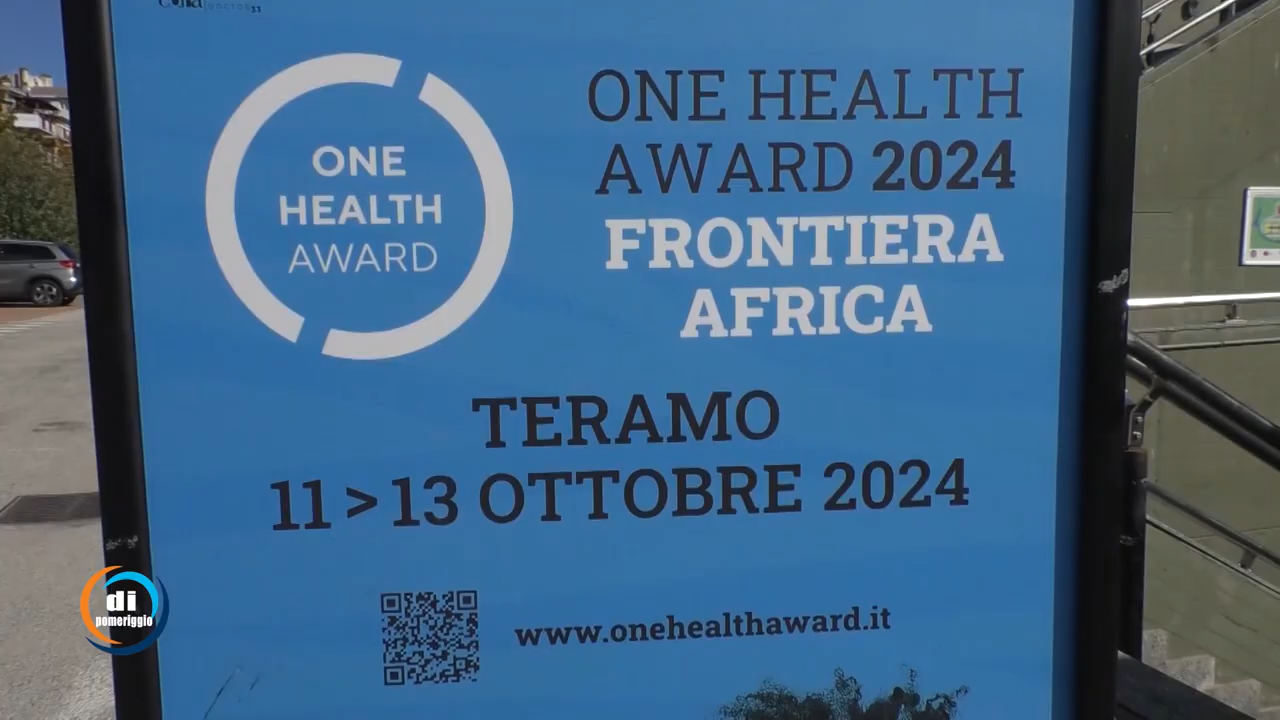 DOCTOR33
ONE
HEALTH
AWARD
ONE HEALTH
AWARD 2024
FRONTIERA
AFRICA
TERAMO
11 > 13 OTTOBRE 2024
www.onehealthaward.it
di
pomeriggio